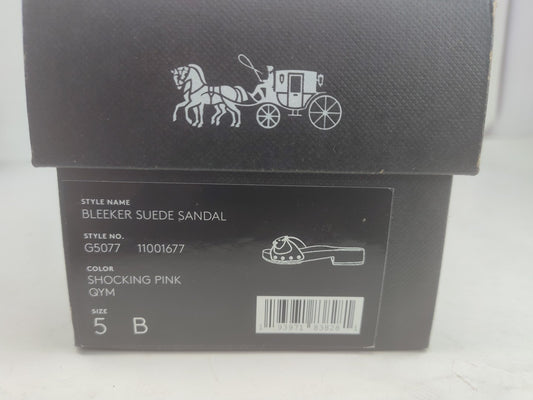 STYLE NAME
BLEEKER SUEDE SANDAL
STYLE NO.
G5077 11001677
COLOR
SHOCKING PINK
QYM
SIZE
5 B